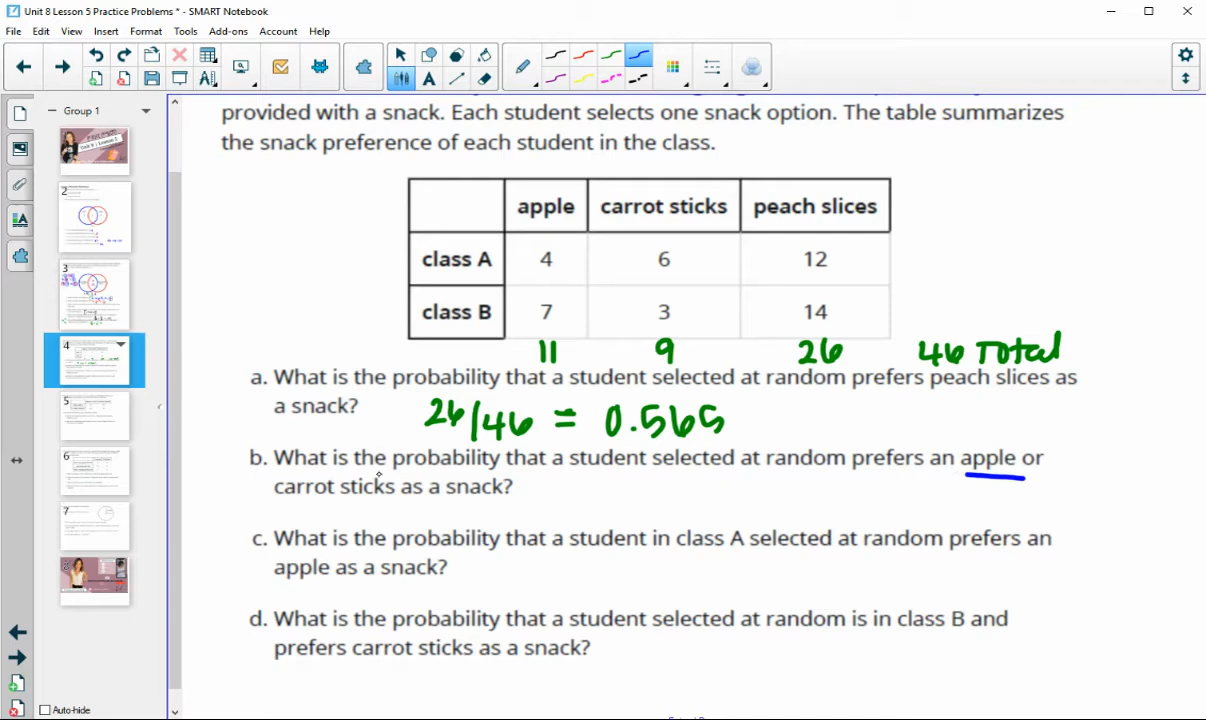 Unit 8 Lesson 5 Practice Problems * - SMART Notebook
File Edit View Insert Format Tools Add-ons Account Help
Group 1
provided with a snack. Each student selects one snack option. The table summarizes
the snack preference of each student in the class.
apple carrot sticks peach slices
class A 4 6 12
class B 7 3 14
11 9 26 46 Total
a. What is the probability that a student selected at random prefers peach slices as
a snack?
26/46 = 0.565
b. What is the probability that a student selected at random prefers an apple or
carrot sticks as a snack?
c. What is the probability that a student in class A selected at random prefers an
apple as a snack?
d. What is the probability that a student selected at random is in class B and
prefers carrot sticks as a snack?
2
3
4
5
6
7
Auto-hide